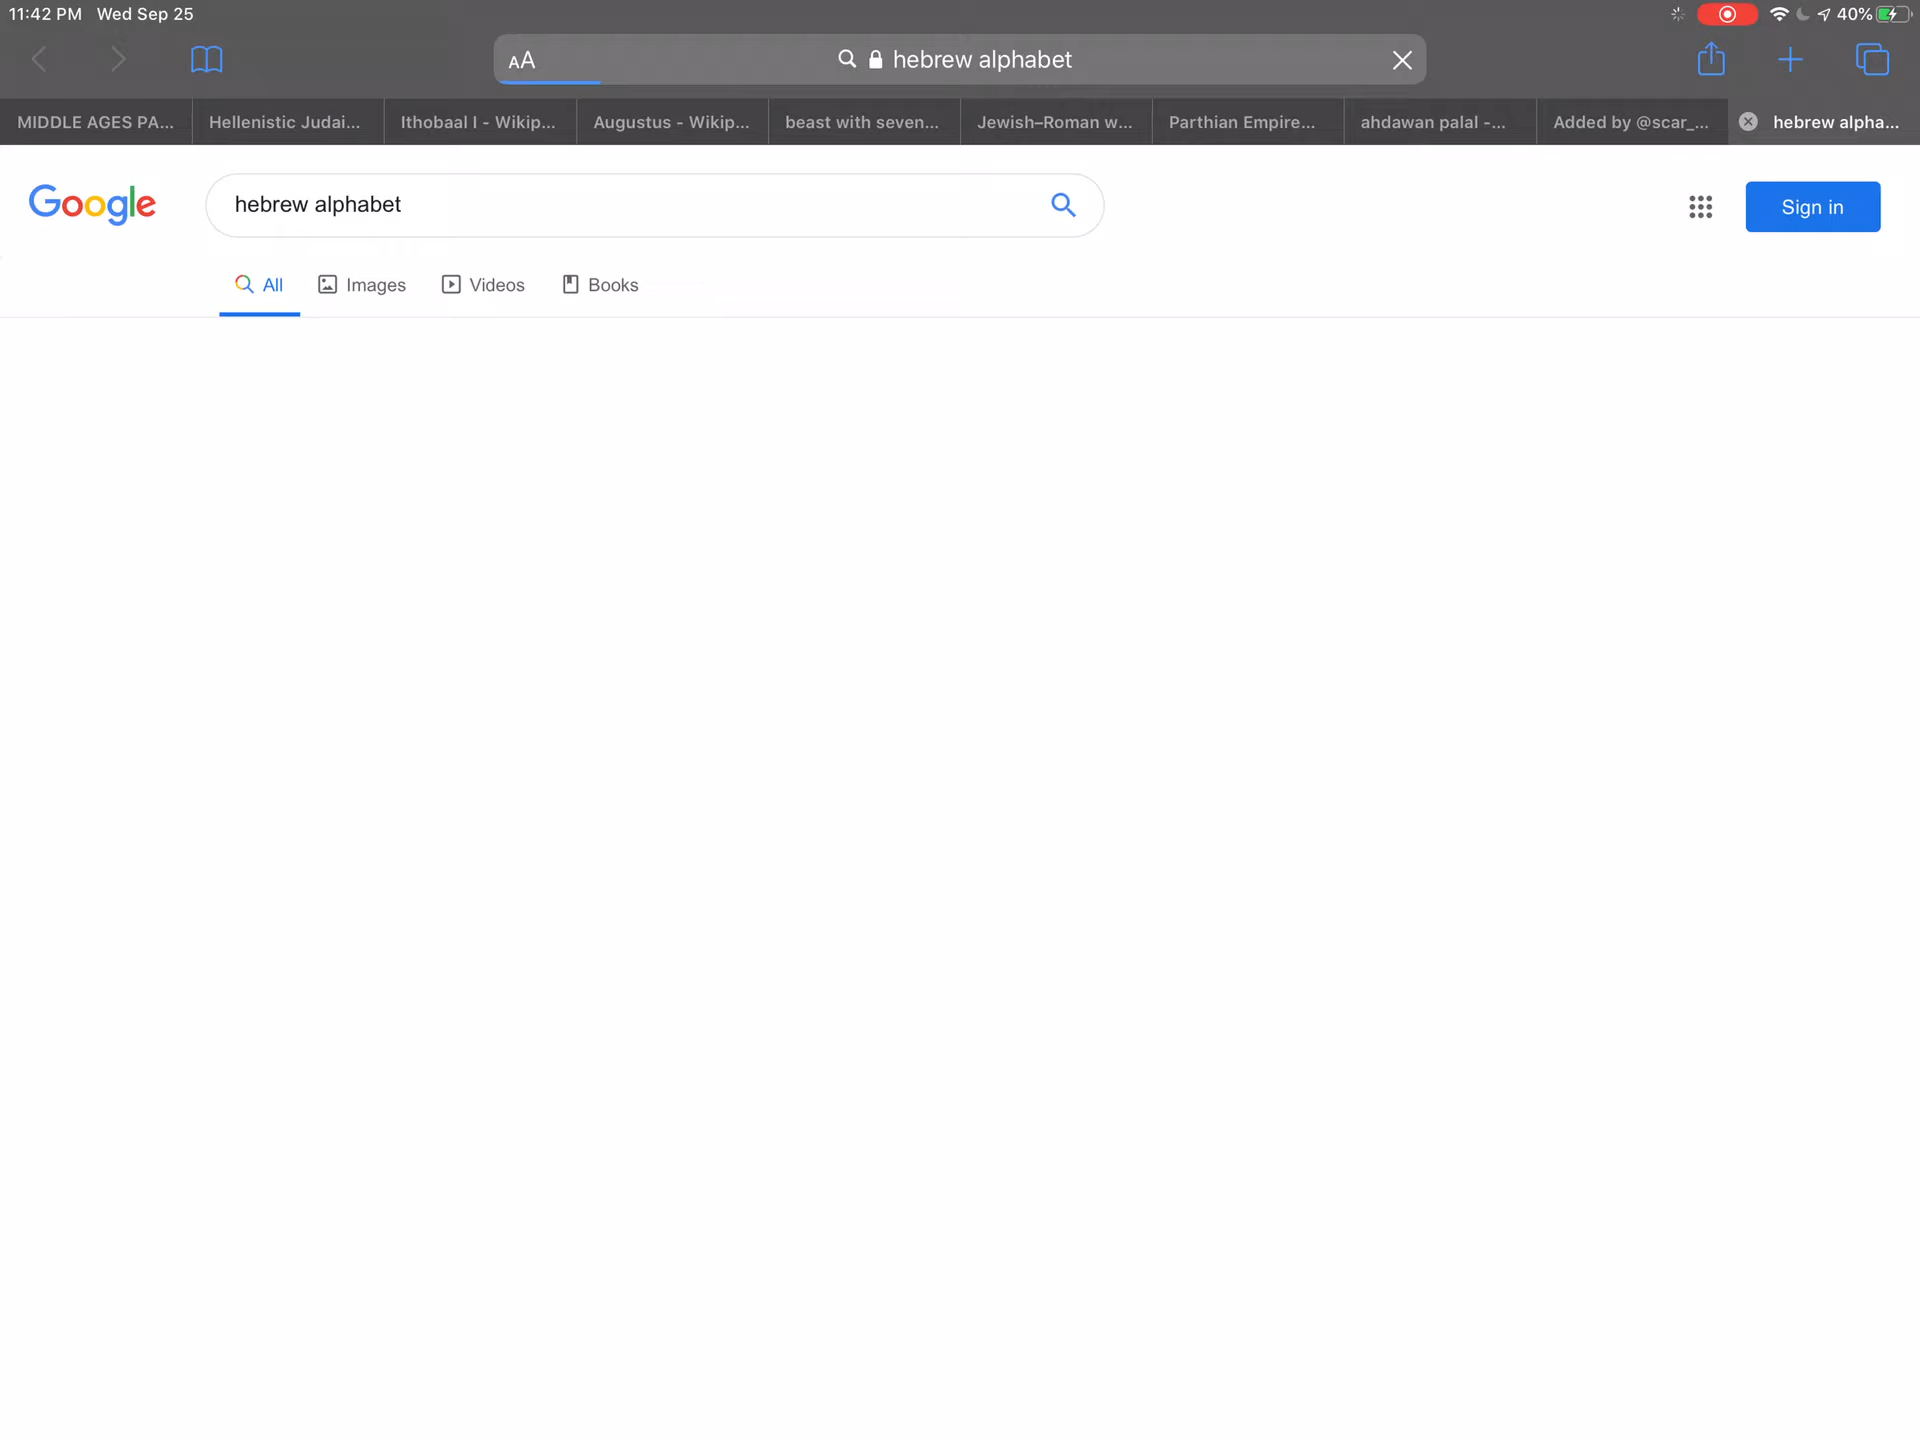 11:42 PM Wed Sep 25 40%
AA hebrew alphabet
MIDDLE AGES PA... Hellenistic Judai... Ithobaal I - Wikip... Augustus - Wikip... beast with seven... Jewish–Roman w... Parthian Empire... ahdawan palal -... Added by @scar_... hebrew alpha...
Google hebrew alphabet Sign in
All Images Videos Books